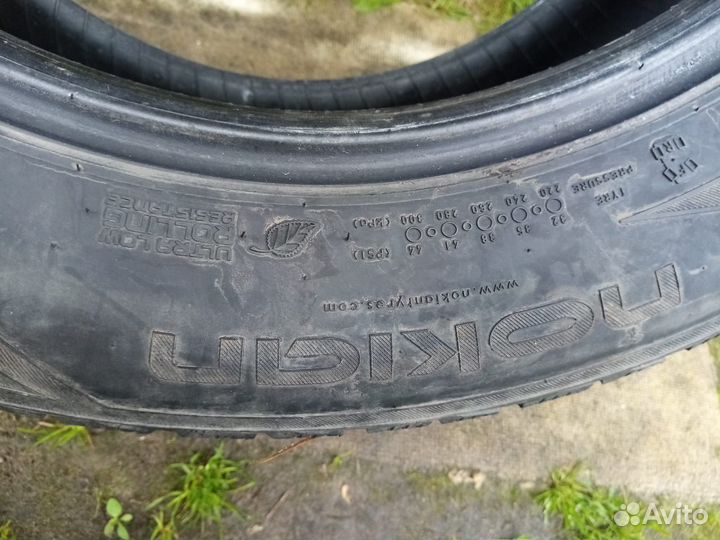 ULTRA LOW
ROLLING
RESISTANCE
TYRE
PRESSURE
220 240 260 280 300 (kPa)
32 35 38 41 44 (PSI)
www.nokiantyres.com
nokian
Avito